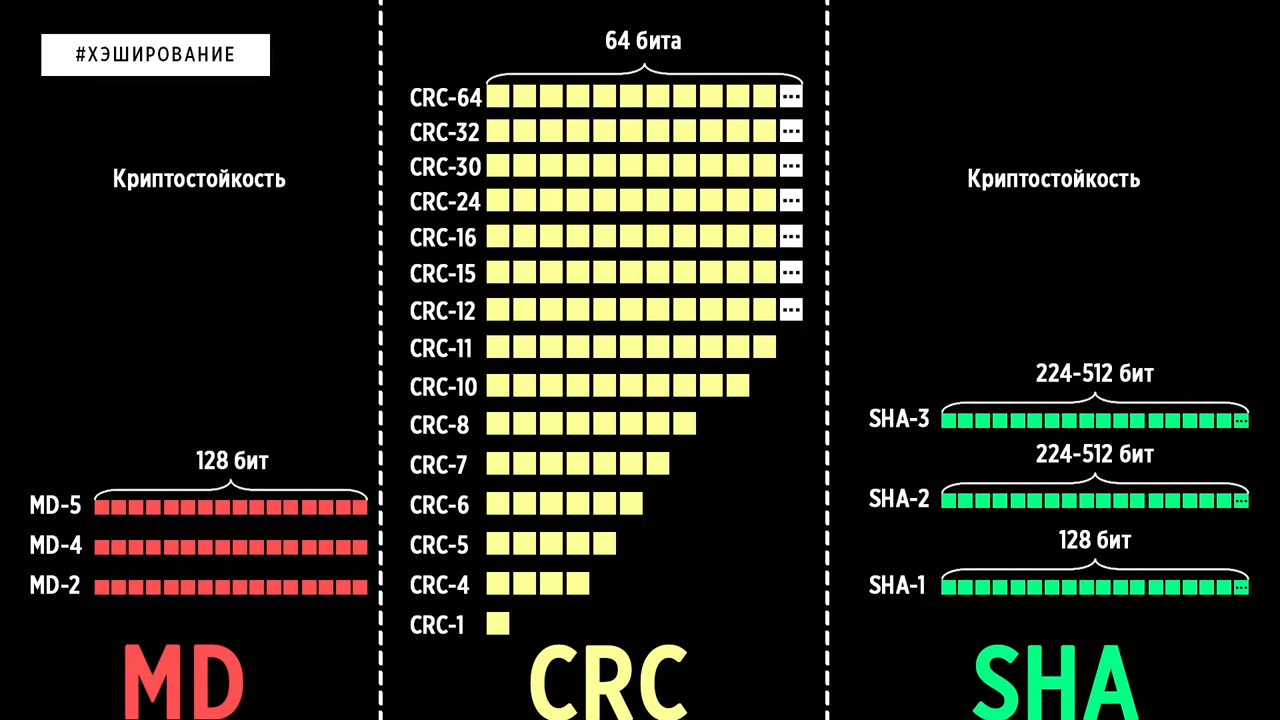 #ХЭШИРОВАНИЕ
Криптостойкость
128 бит
MD-5
MD-4
MD-2
MD
64 бита
CRC-64
CRC-32
CRC-30
CRC-24
CRC-16
CRC-15
CRC-12
CRC-11
CRC-10
CRC-8
CRC-7
CRC-6
CRC-5
CRC-4
CRC-1
CRC
Криптостойкость
224-512 бит
SHA-3
224-512 бит
SHA-2
128 бит
SHA-1
SHA